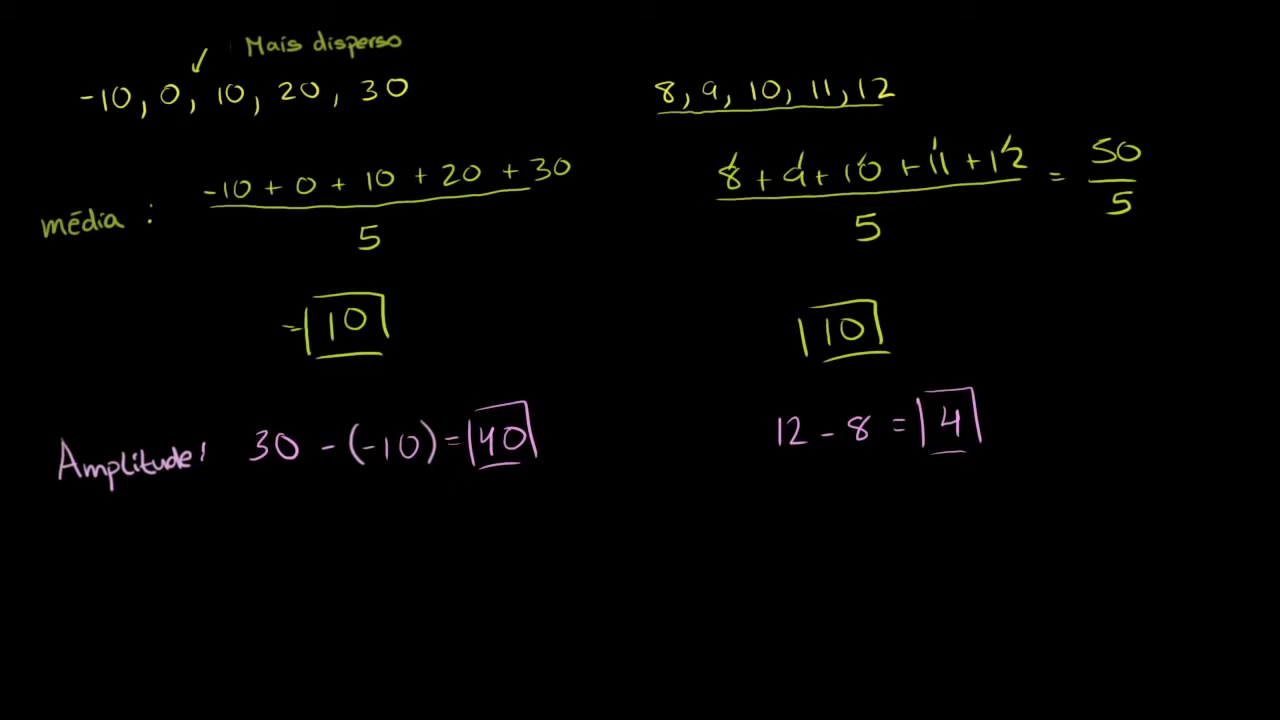 Mais disperso
-10, 0, 10, 20, 30
8, 9, 10, 11, 12
média : -10 + 0 + 10 + 20 + 30 / 5
8 + 9 + 10 + 11 + 12 / 5 = 50 / 5
= 10
10
Amplitude: 30 - (-10) = 40
12 - 8 = 4